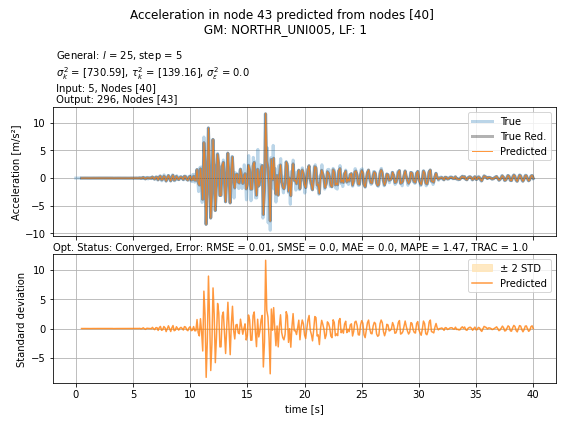 Acceleration in node 43 predicted from nodes [40]
GM: NORTHR_UNI005, LF: 1
General: l = 25, step = 5
σ²ₖ = [730.59], τ²ₖ = [139.16], σ²ε = 0.0
Input: 5, Nodes [40]
Output: 296, Nodes [43]
True
True Red.
Predicted
Acceleration [m/s²]
10
5
0
−5
−10
Opt. Status: Converged, Error: RMSE = 0.01, SMSE = 0.0, MAE = 0.0, MAPE = 1.47, TRAC = 1.0
± 2 STD
Predicted
Standard deviation
10
5
0
−5
0 5 10 15 20 25 30 35 40
time [s]